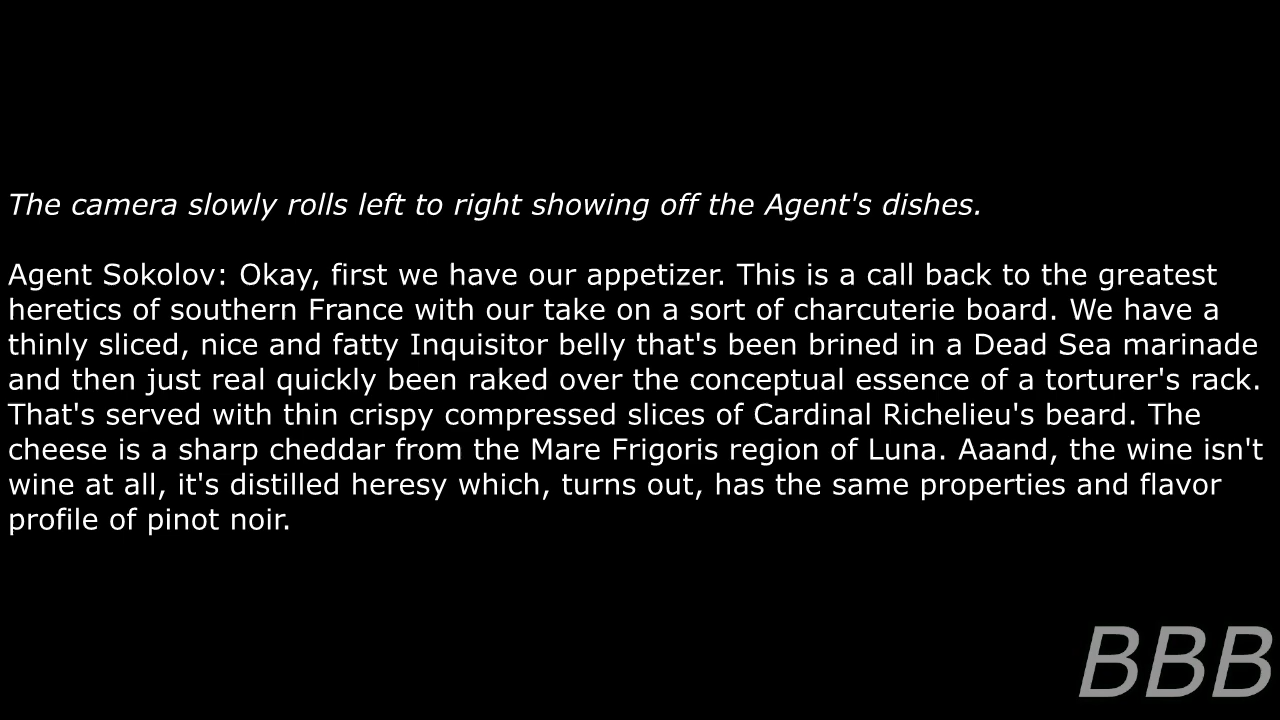 The camera slowly rolls left to right showing off the Agent's dishes.
Agent Sokolov: Okay, first we have our appetizer. This is a call back to the greatest
heretics of southern France with our take on a sort of charcuterie board. We have a
thinly sliced, nice and fatty Inquisitor belly that's been brined in a Dead Sea marinade
and then just real quickly been raked over the conceptual essence of a torturer's rack.
That's served with thin crispy compressed slices of Cardinal Richelieu's beard. The
cheese is a sharp cheddar from the Mare Frigoris region of Luna. Aaand, the wine isn't
wine at all, it's distilled heresy which, turns out, has the same properties and flavor
profile of pinot noir.
BBB